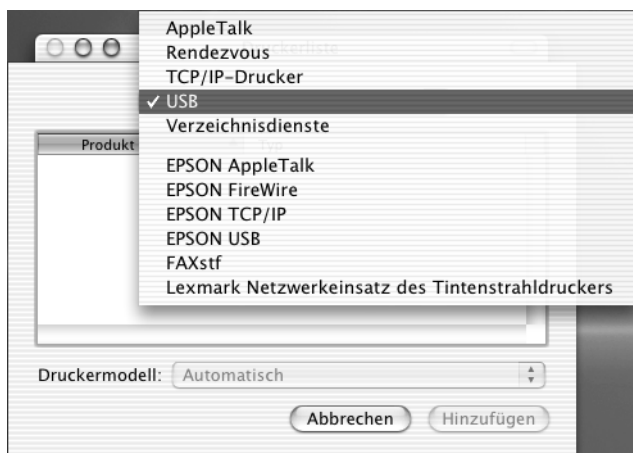 AppleTalk
Rendezvous
TCP/IP-Drucker
✓ USB
Verzeichnisdienste
Produkt
EPSON AppleTalk
EPSON FireWire
EPSON TCP/IP
EPSON USB
FAXstf
Lexmark Netzwerkeinsatz des Tintenstrahldruckers
Druckermodell: Automatisch
Abbrechen Hinzufügen